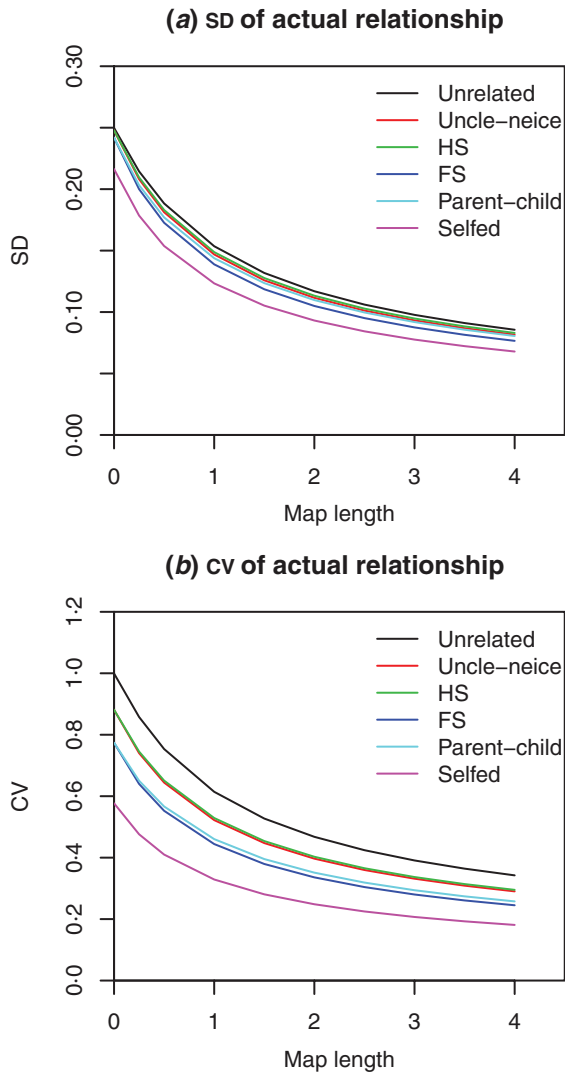 (a) SD of actual relationship
0·30
0·20
0·10
0·00
SD
Unrelated
Uncle−neice
HS
FS
Parent−child
Selfed
0 1 2 3 4
Map length
(b) CV of actual relationship
1·2
1·0
0·8
0·6
0·4
0·2
0·0
CV
Unrelated
Uncle−neice
HS
FS
Parent−child
Selfed
0 1 2 3 4
Map length